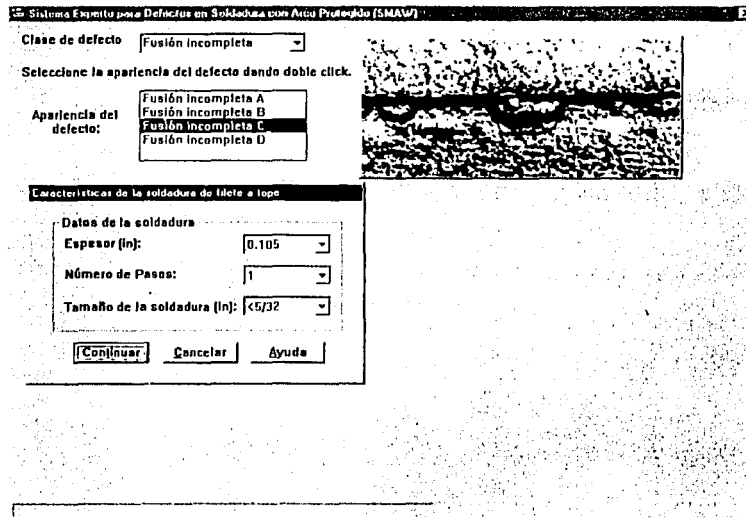 Sistema Experto para Defectos en Soldadura con Arco Protegido (SMAW)
Clase de defecto Fusión Incompleta
Seleccione la apariencia del defecto dando doble click.
Apariencia del defecto:
Fusión Incompleta A
Fusión Incompleta B
Fusión Incompleta C
Fusión Incompleta D
Características de la soldadura de filete a tope
Datos de la soldadura
Espesor (in): 0.105
Número de Pasos: 1
Tamaño de la soldadura (in): <5/32
Continuar Cancelar Ayuda